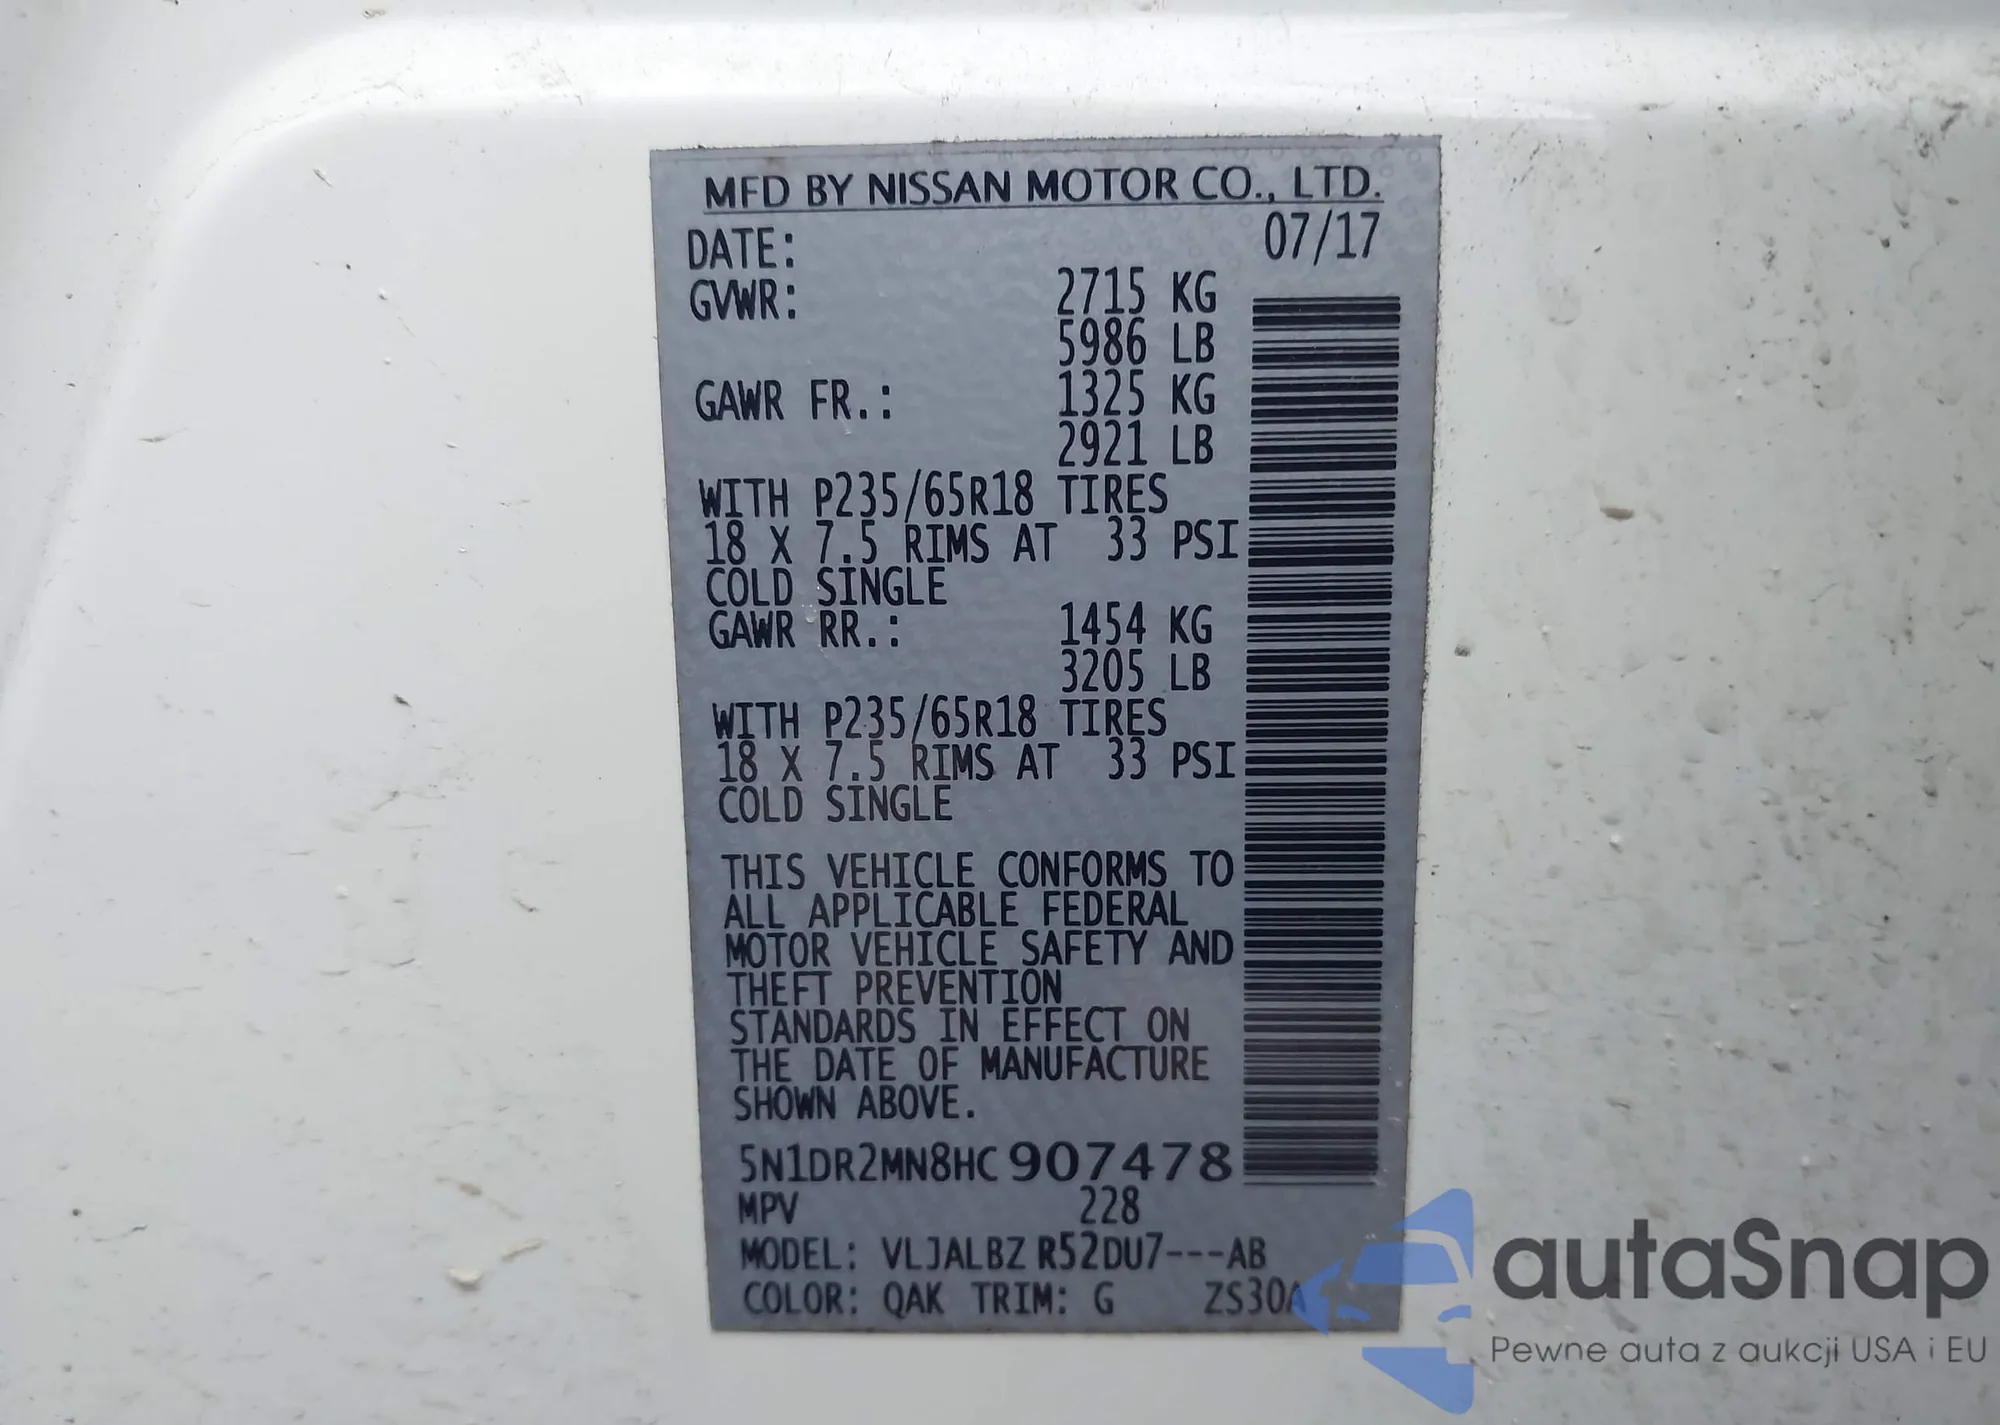 MFD BY NISSAN MOTOR CO., LTD.
DATE: 07/17
GVWR: 2715 KG
5986 LB
GAWR FR.: 1325 KG
2921 LB
WITH P235/65R18 TIRES
18 X 7.5 RIMS AT 33 PSI
COLD SINGLE
GAWR RR.: 1454 KG
3205 LB
WITH P235/65R18 TIRES
18 X 7.5 RIMS AT 33 PSI
COLD SINGLE
THIS VEHICLE CONFORMS TO
ALL APPLICABLE FEDERAL
MOTOR VEHICLE SAFETY AND
THEFT PREVENTION
STANDARDS IN EFFECT ON
THE DATE OF MANUFACTURE
SHOWN ABOVE.
5N1DR2MN8HC907478
MPV 228
MODEL: VLJALBZ R52DU7---AB
COLOR: QAK TRIM: G ZS30A
autaSnap
Pewne auta z aukcji USA i EU